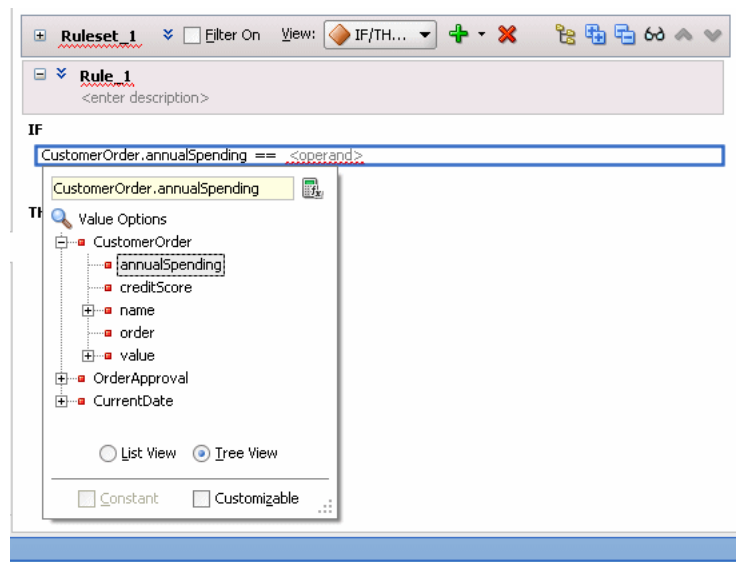 Ruleset_1 Filter On View: IF/TH...
Rule_1
<enter description>
IF
CustomerOrder.annualSpending == <operand>
CustomerOrder.annualSpending
TH
Value Options
CustomerOrder
annualSpending
creditScore
name
order
value
OrderApproval
CurrentDate
List View Tree View
Constant Customizable